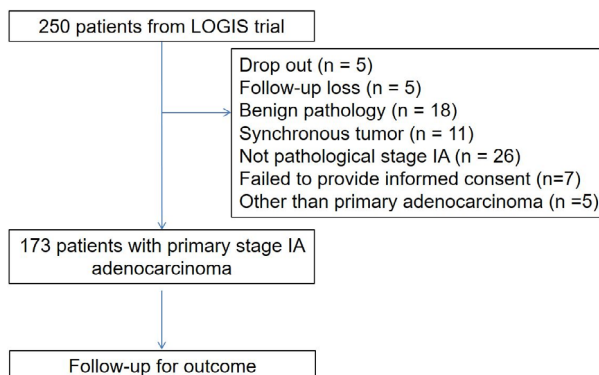 250 patients from LOGIS trial
Drop out (n = 5)
Follow-up loss (n = 5)
Benign pathology (n = 18)
Synchronous tumor (n = 11)
Not pathological stage IA (n = 26)
Failed to provide informed consent (n=7)
Other than primary adenocarcinoma (n =5)
173 patients with primary stage IA
adenocarcinoma
Follow-up for outcome